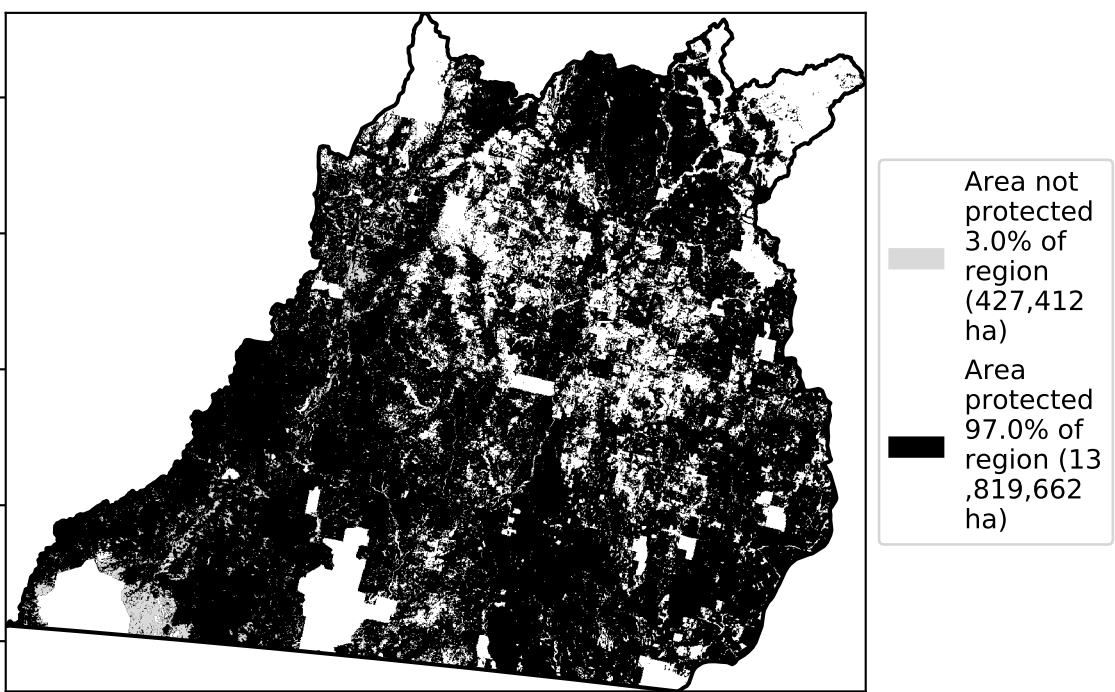 Area not
protected
3.0% of
region
(427,412
ha)
Area
protected
97.0% of
region (13
,819,662
ha)